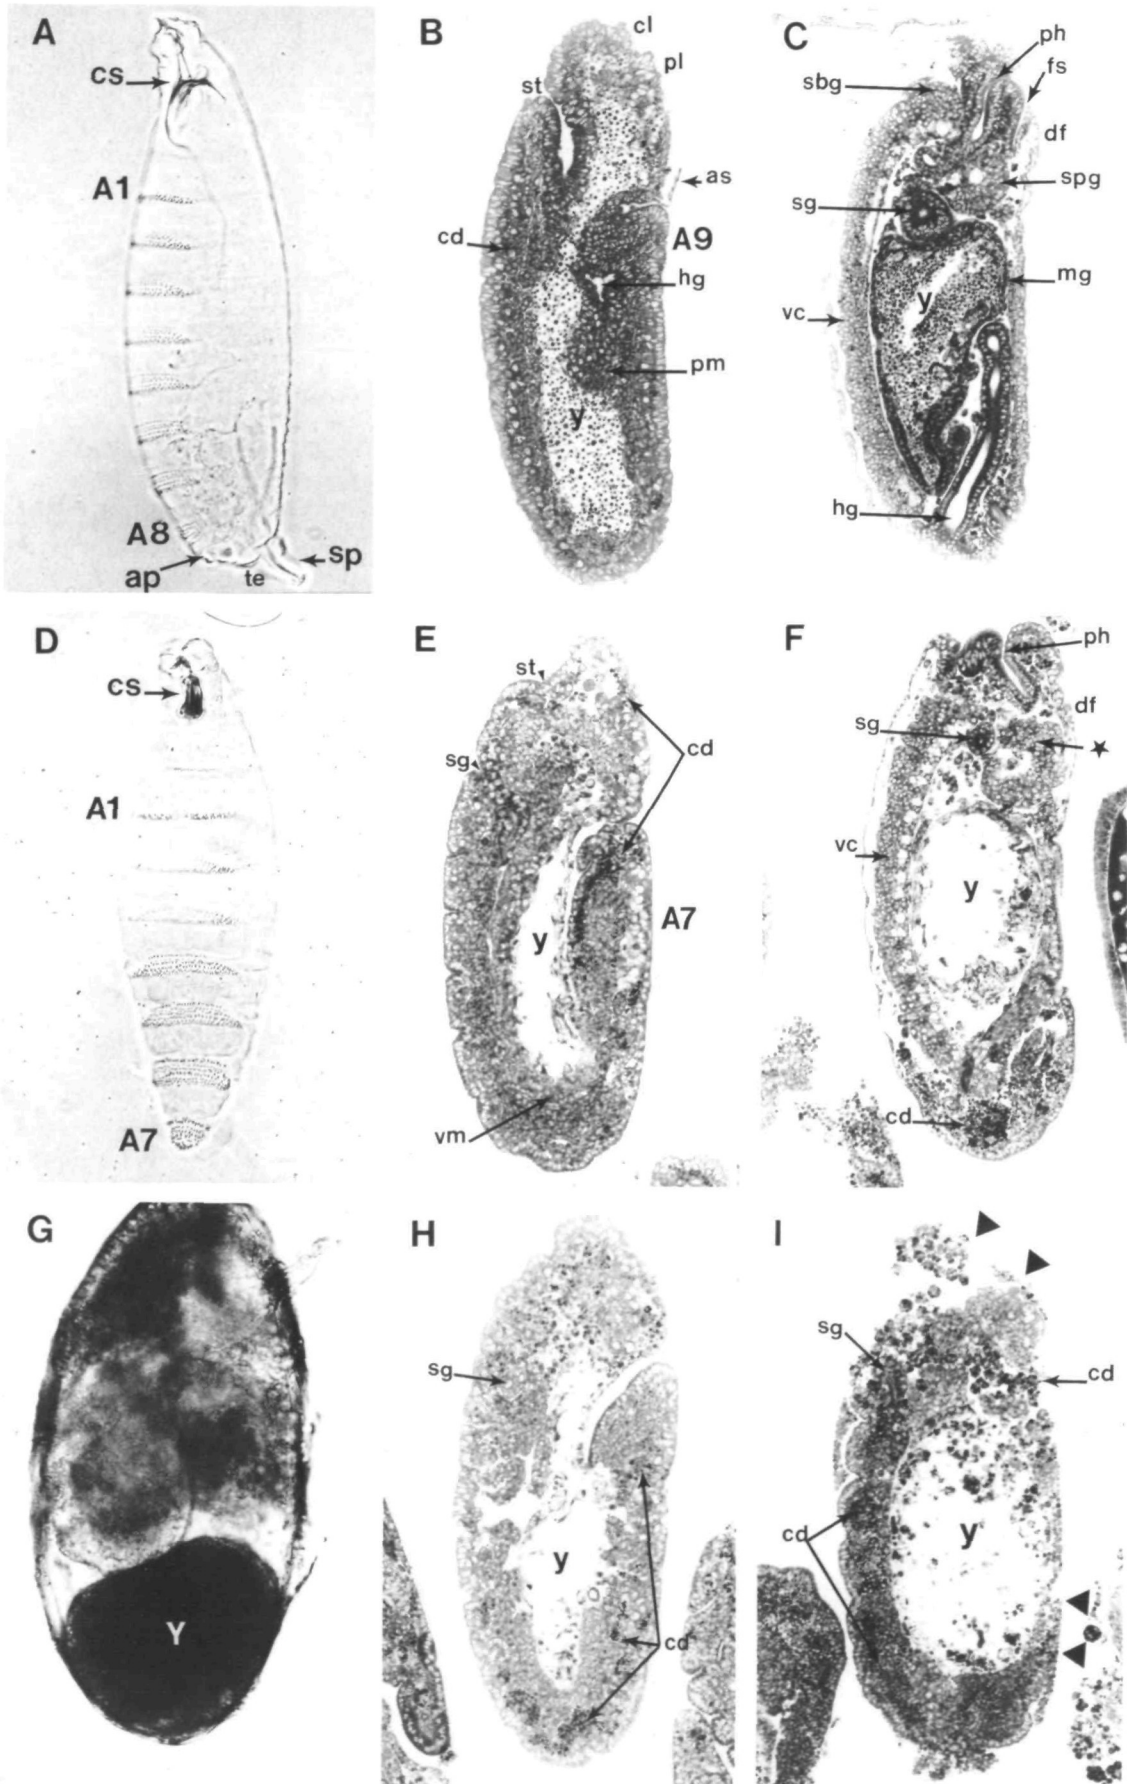 A
cs
A1
A8
ap
te
sp
B
cl
pl
st
as
cd
A9
hg
pm
y
C
ph
fs
sbg
df
spg
sg
mg
y
vc
hg
D
cs
A1
A7
E
st
cd
sg
y
A7
vm
F
ph
df
sg
vc
y
cd
G
Y
H
sg
y
cd
I
sg
cd
cd
y